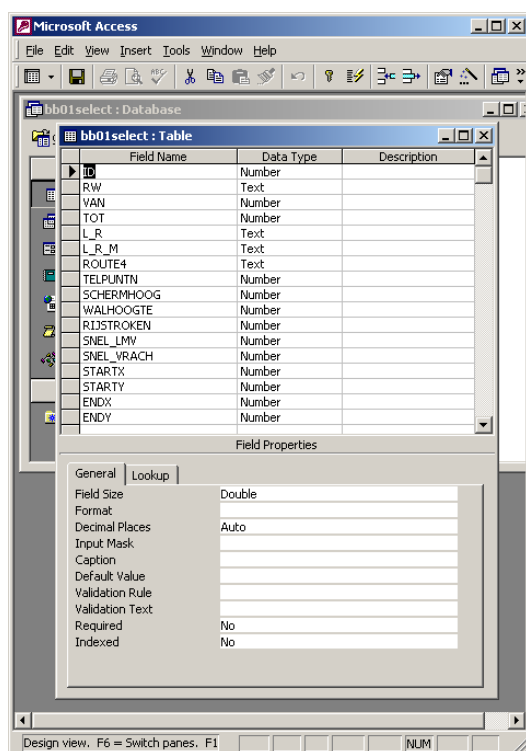 Microsoft Access
File Edit View Insert Tools Window Help
bb01select : Database
bb01select : Table
Field Name Data Type Description
ID Number
RW Text
VAN Number
TOT Number
L_R Text
L_R_M Text
ROUTE4 Text
TELPUNTN Number
SCHERMHOOG Number
WALHOOGTE Number
RIJSTROKEN Number
SNEL_LMV Number
SNEL_VRACH Number
STARTX Number
STARTY Number
ENDX Number
ENDY Number
Field Properties
General Lookup
Field Size Double
Format
Decimal Places Auto
Input Mask
Caption
Default Value
Validation Rule
Validation Text
Required No
Indexed No
Design view. F6 = Switch panes. F1 NUM